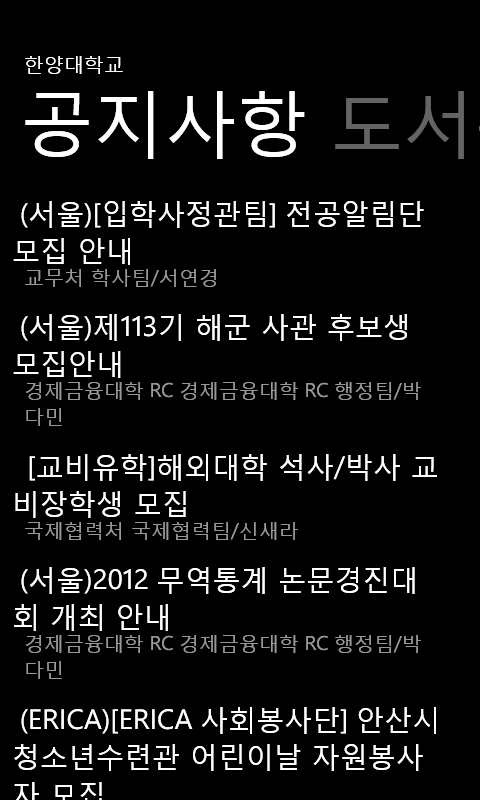 한양대학교
공지사항 도서
(서울)[입학사정관팀] 전공알림단
모집 안내
교무처 학사팀/서연경
(서울)제113기 해군 사관 후보생
모집안내
경제금융대학 RC 경제금융대학 RC 행정팀/박
다민
[교비유학]해외대학 석사/박사 교
비장학생 모집
국제협력처 국제협력팀/신새라
(서울)2012 무역통계 논문경진대
회 개최 안내
경제금융대학 RC 경제금융대학 RC 행정팀/박
다민
(ERICA)[ERICA 사회봉사단] 안산시
청소년수련관 어린이날 자원봉사
자 모집